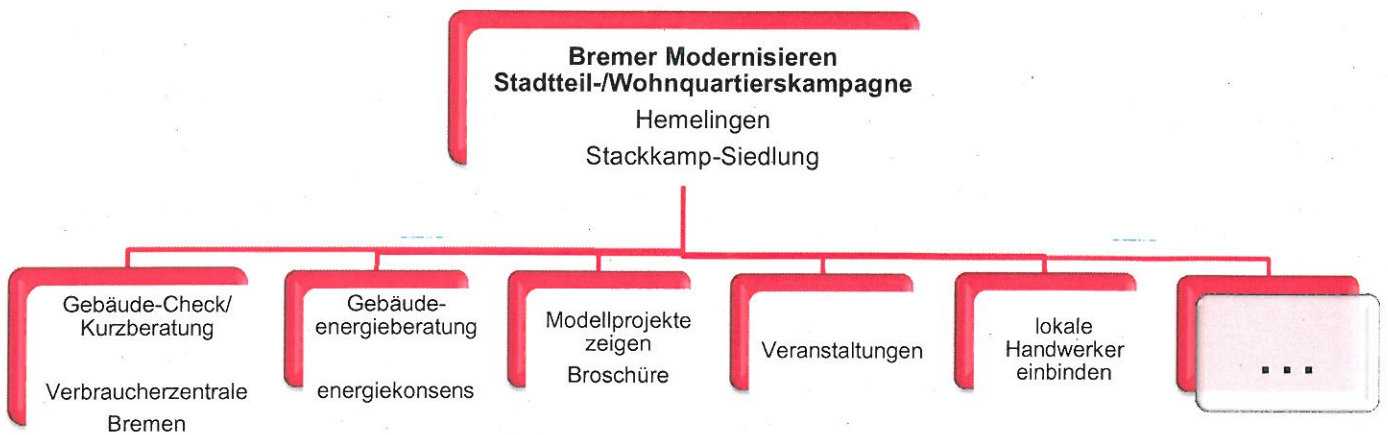 Bremer Modernisieren
Stadtteil-/Wohnquartierskampagne
Hemelingen
Stackkamp-Siedlung
Gebäude-Check/
Kurzberatung
Verbraucherzentrale
Bremen
Gebäude-
energieberatung
energiekonsens
Modellprojekte
zeigen
Broschüre
Veranstaltungen
lokale
Handwerker
einbinden
...